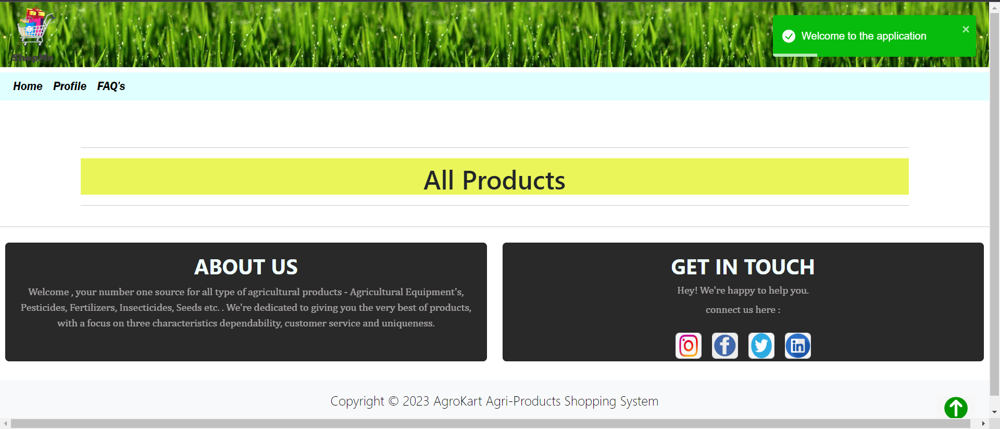 ShopMe
Welcome to the application
Home Profile FAQ's
All Products
ABOUT US
Welcome , your number one source for all type of agricultural products - Agricultural Equipment's,
Pesticides, Fertilizers, Insecticides, Seeds etc. . We're dedicated to giving you the very best of products,
with a focus on three characteristics dependability, customer service and uniqueness.
GET IN TOUCH
Hey! We're happy to help you.
connect us here :
Copyright © 2023 AgroKart Agri-Products Shopping System